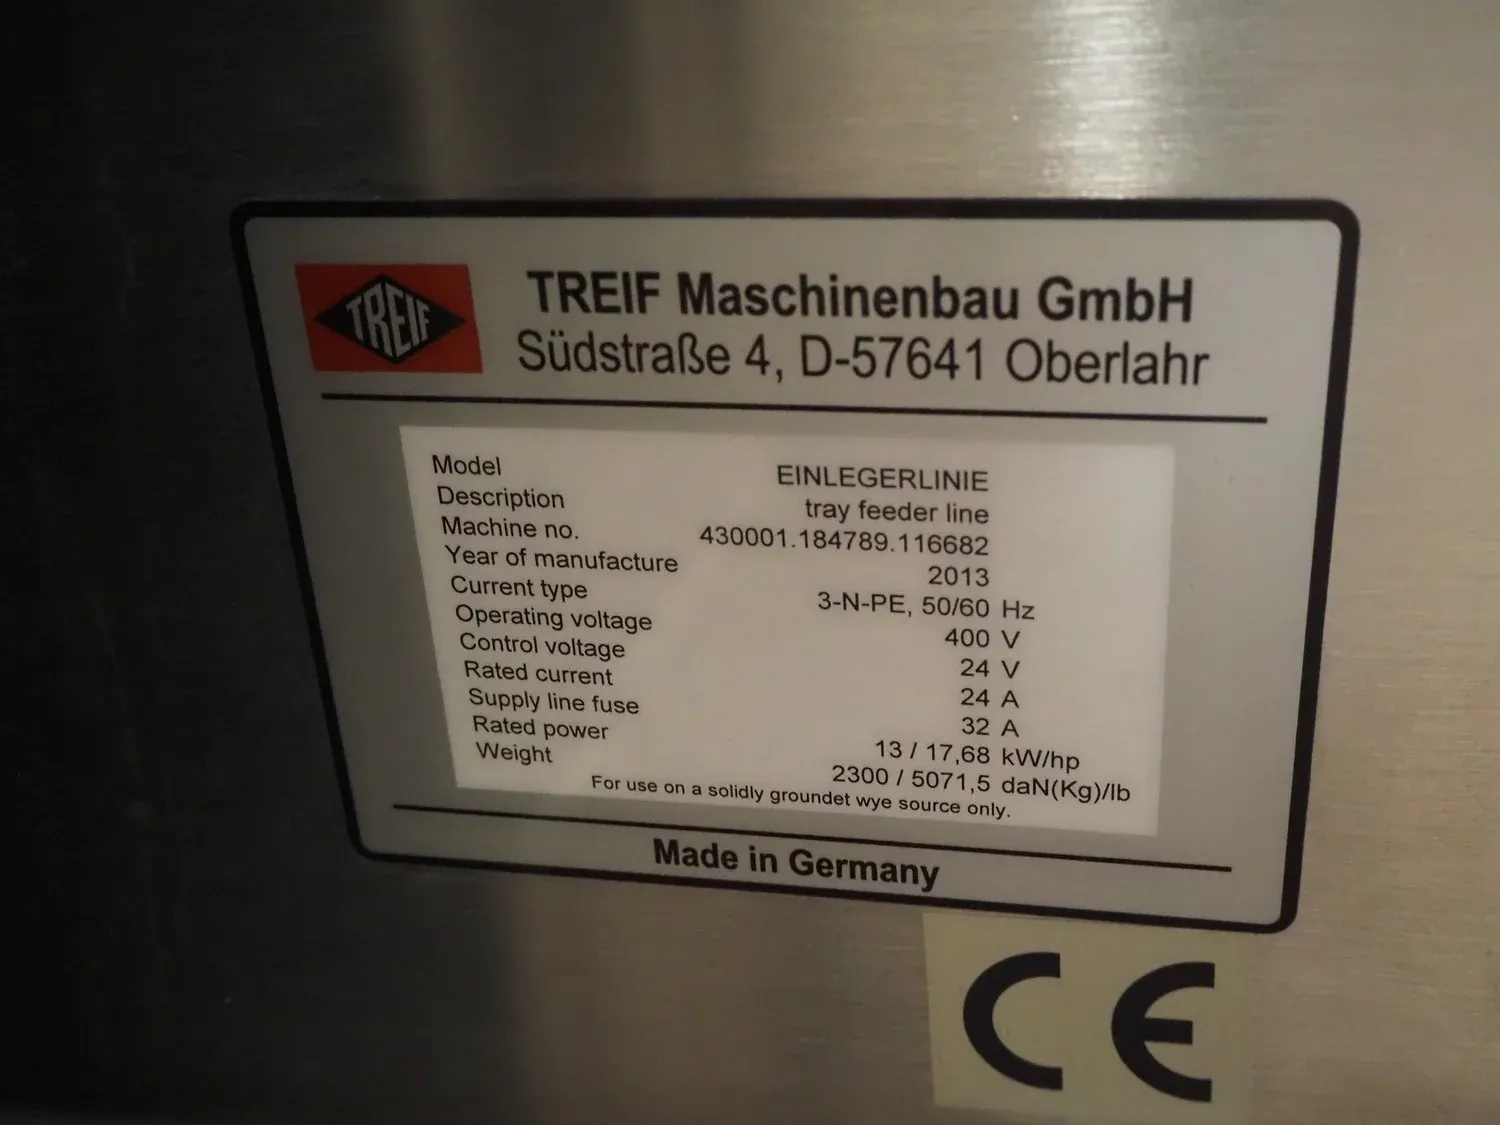 TREIF
TREIF Maschinenbau GmbH
Südstraße 4, D-57641 Oberlahr
Model EINLEGERLINIE
Description tray feeder line
Machine no. 430001.184789.116682
Year of manufacture 2013
Current type 3-N-PE, 50/60 Hz
Operating voltage 400 V
Control voltage 24 V
Rated current 24 A
Supply line fuse 32 A
Rated power 13 / 17,68 kW/hp
Weight 2300 / 5071,5 daN(Kg)/lb
For use on a solidly groundet wye source only.
Made in Germany
CE